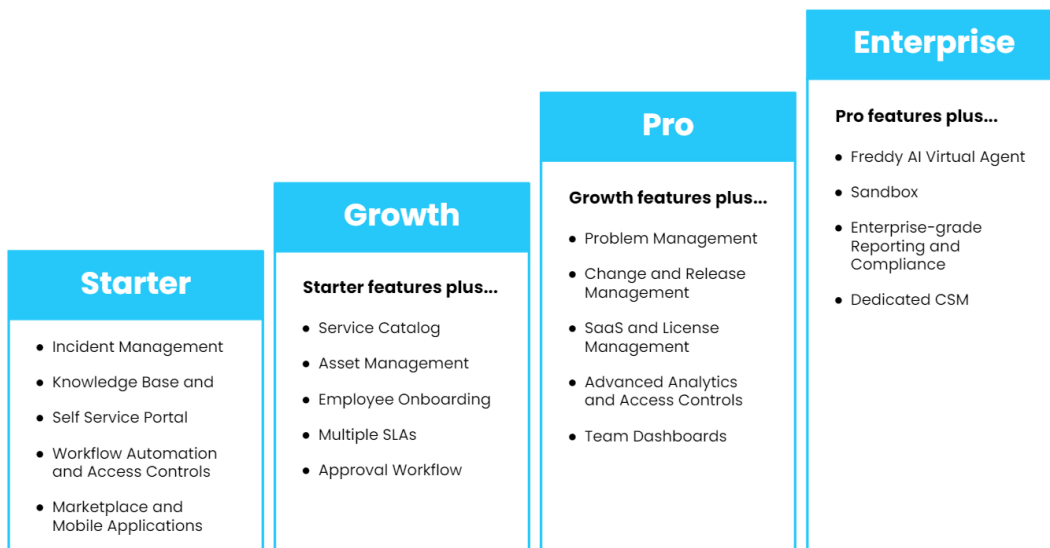 Starter
• Incident Management
• Knowledge Base and
• Self Service Portal
• Workflow Automation
and Access Controls
• Marketplace and
Mobile Applications
Growth
Starter features plus...
• Service Catalog
• Asset Management
• Employee Onboarding
• Multiple SLAs
• Approval Workflow
Pro
Growth features plus...
• Problem Management
• Change and Release
Management
• SaaS and License
Management
• Advanced Analytics
and Access Controls
• Team Dashboards
Enterprise
Pro features plus...
• Freddy AI Virtual Agent
• Sandbox
• Enterprise-grade
Reporting and
Compliance
• Dedicated CSM